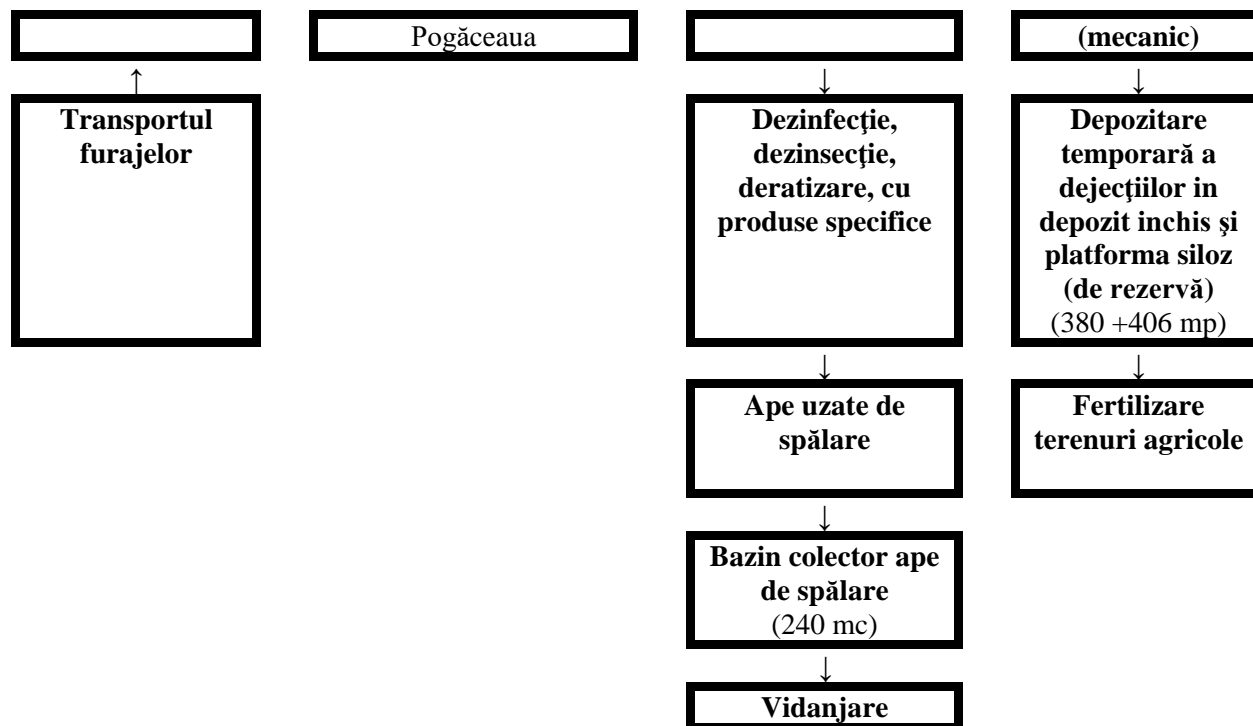 Pogăceaua
(mecanic)
↑
↓
↓
Transportul
furajelor
Dezinfecţie,
dezinsecţie,
deratizare, cu
produse specifice
Depozitare
temporară a
dejecţiilor in
depozit inchis şi
platforma siloz
(de rezervă)
(380 +406 mp)
↓
↓
Ape uzate de
spălare
Fertilizare
terenuri agricole
↓
Bazin colector ape
de spălare
(240 mc)
↓
Vidanjare